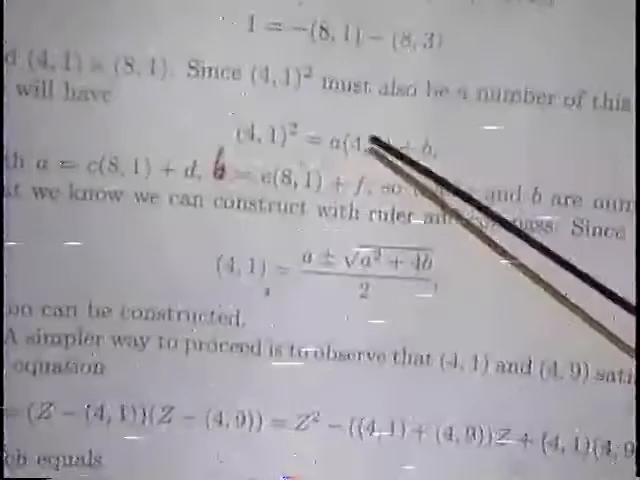 1 = −(8, 1) − (8, 3)
d (4, 1) = (8, 1). Since (4, 1)² must also be a number of this
will have
(4, 1)² = a(4, ) + b,
th a = c(8, 1) + d, b = e(8, 1) + f, so and b are num
at we know we can construct with ruler and compass. Since
(4, 1) = a ± √a² + 4b / 2 ,
on can be constructed.
A simpler way to proceed is to observe that (4, 1) and (4, 9) sati
equation
= (Z − (4, 1))(Z − (4, 9)) = Z² − ((4, 1) + (4, 9))Z + (4, 1)(4, 9
ch equals